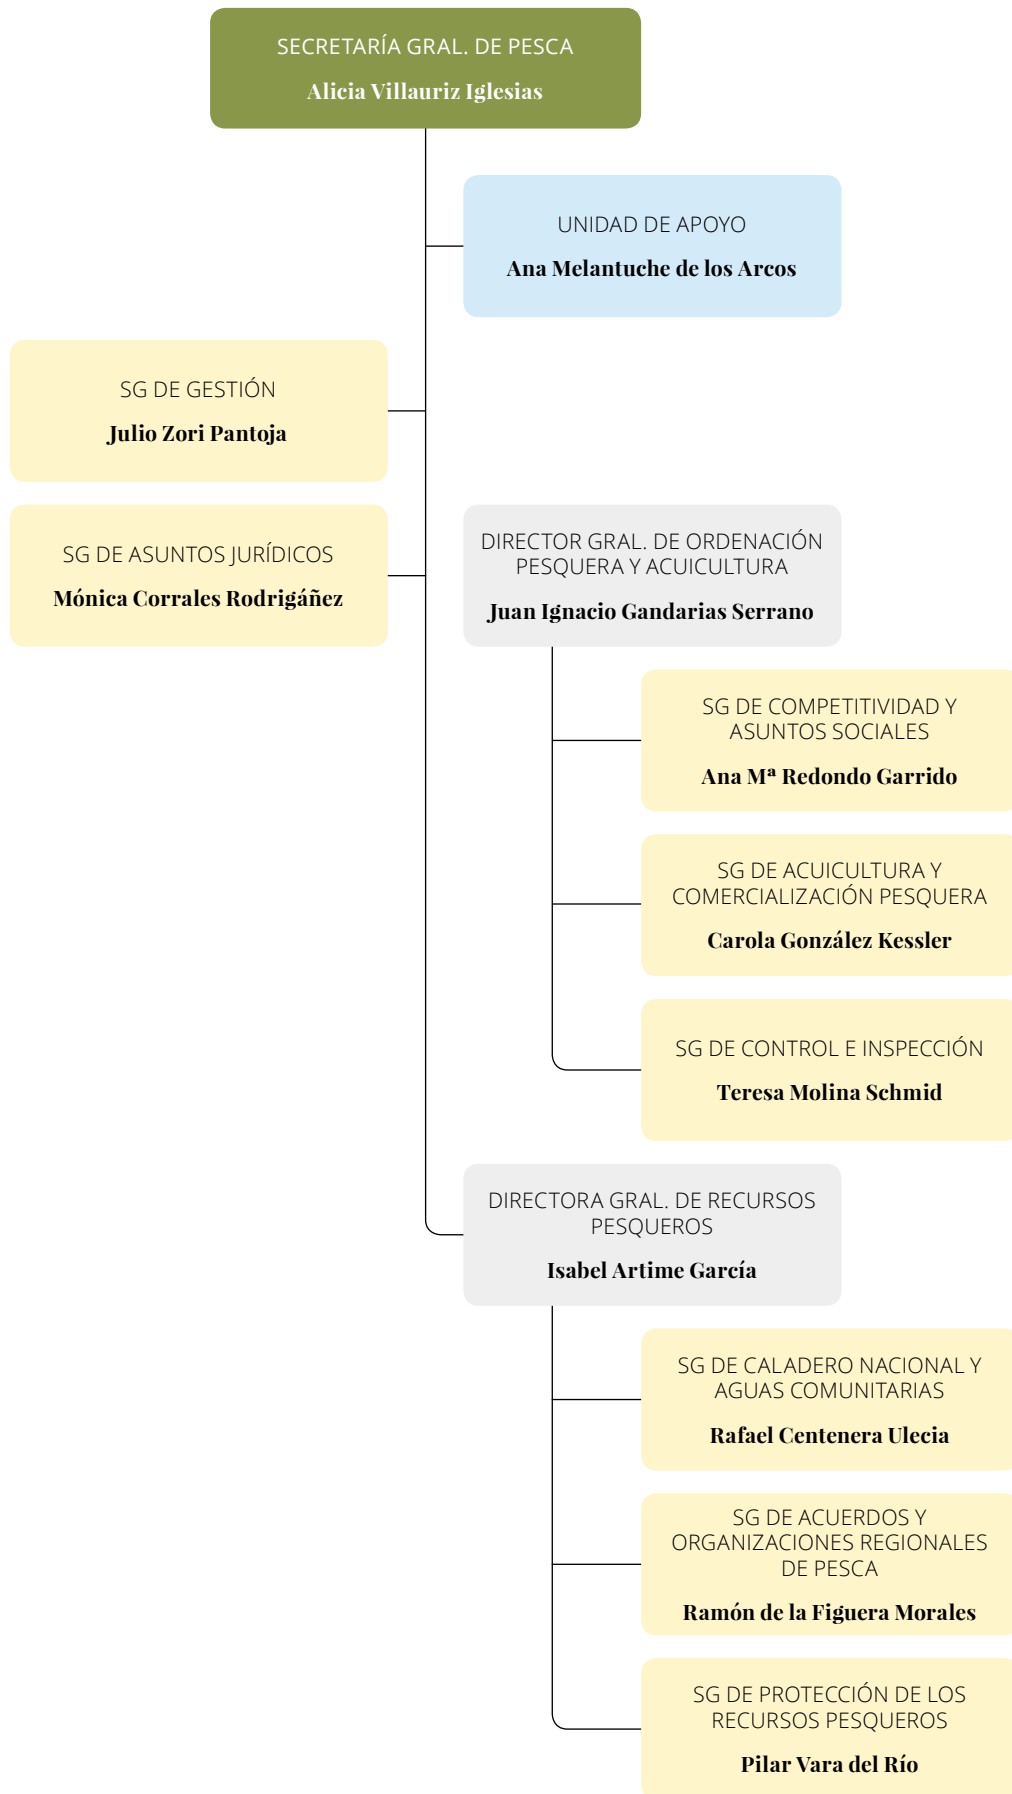 SECRETARÍA GRAL. DE PESCA
Alicia Villauriz Iglesias
UNIDAD DE APOYO
Ana Melantuche de los Arcos
SG DE GESTIÓN
Julio Zori Pantoja
SG DE ASUNTOS JURÍDICOS
Mónica Corrales Rodrigáñez
DIRECTOR GRAL. DE ORDENACIÓN
PESQUERA Y ACUICULTURA
Juan Ignacio Gandarias Serrano
SG DE COMPETITIVIDAD Y
ASUNTOS SOCIALES
Ana Mª Redondo Garrido
SG DE ACUICULTURA Y
COMERCIALIZACIÓN PESQUERA
Carola González Kessler
SG DE CONTROL E INSPECCIÓN
Teresa Molina Schmid
DIRECTORA GRAL. DE RECURSOS
PESQUEROS
Isabel Artime García
SG DE CALADERO NACIONAL Y
AGUAS COMUNITARIAS
Rafael Centenera Ulecia
SG DE ACUERDOS Y
ORGANIZACIONES REGIONALES
DE PESCA
Ramón de la Figuera Morales
SG DE PROTECCIÓN DE LOS
RECURSOS PESQUEROS
Pilar Vara del Río